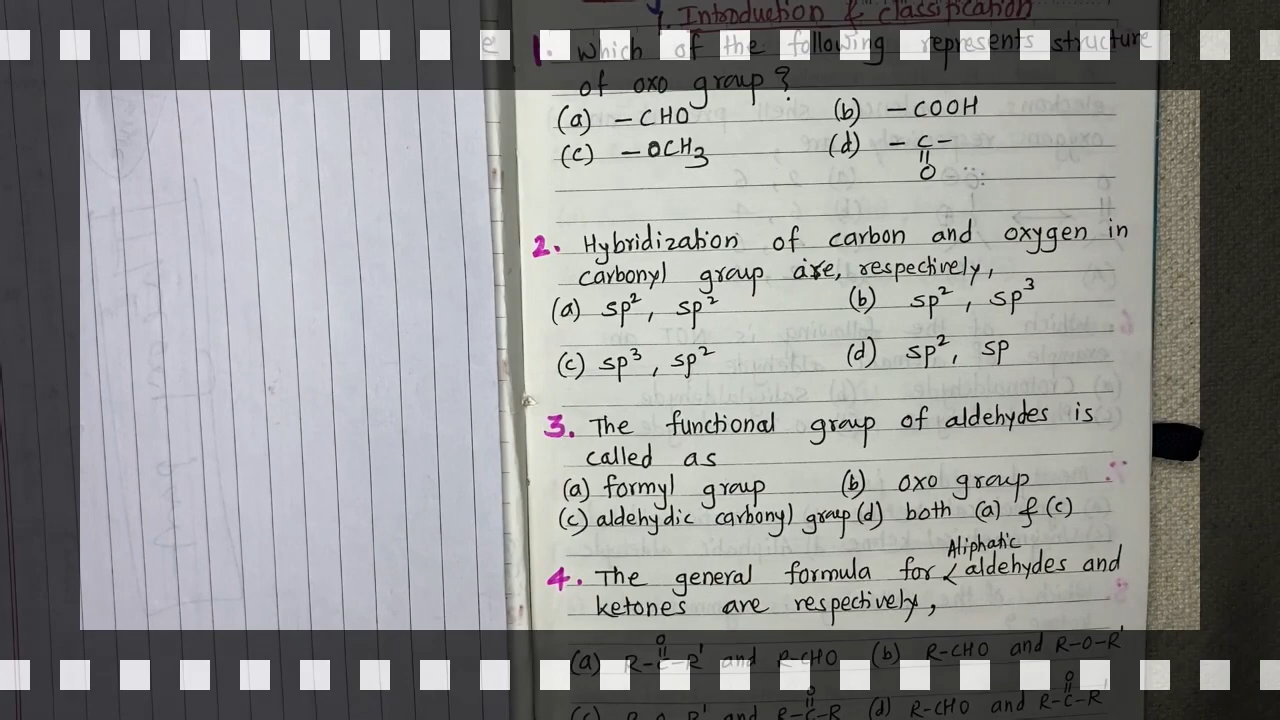 1. Introduction & classification
1. Which of the following represents structure
of oxo group ?
(a) – CHO (b) – COOH
(c) – OCH3 (d) – C –
||
O
2. Hybridization of carbon and oxygen in
carbonyl group are, respectively,
(a) sp², sp² (b) sp², sp³
(c) sp³, sp² (d) sp², sp
3. The functional group of aldehydes is
called as
(a) formyl group (b) oxo group
(c) aldehydic carbonyl group (d) both (a) & (c)
Aliphatic
4. The general formula for < aldehydes and
ketones are respectively,
O
||
(a) R-C-R' and R-CHO (b) R-CHO and R-O-R'
O O
|| ||
and R-C-R (d) R-CHO and R-C-R'